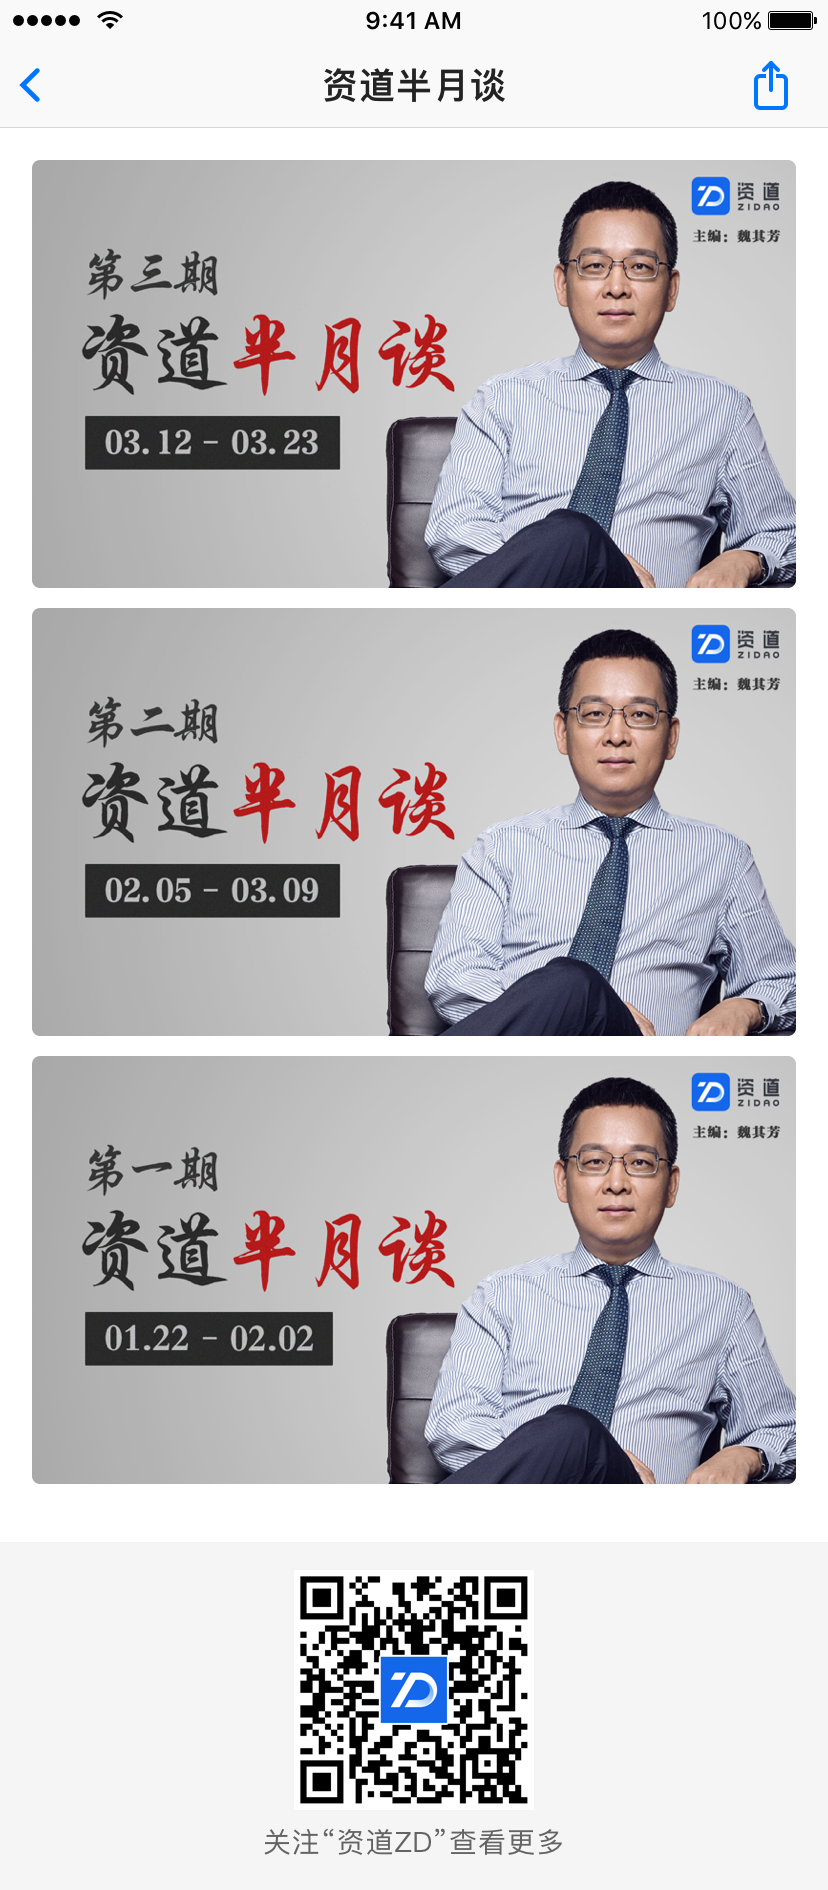 9:41 AM
100%
资道半月谈
资道
ZIDAO
主编：魏其芳
第三期
资道半月谈
03.12 - 03.23
资道
ZIDAO
主编：魏其芳
第二期
资道半月谈
02.05 - 03.09
资道
ZIDAO
主编：魏其芳
第一期
资道半月谈
01.22 - 02.02
关注“资道ZD”查看更多